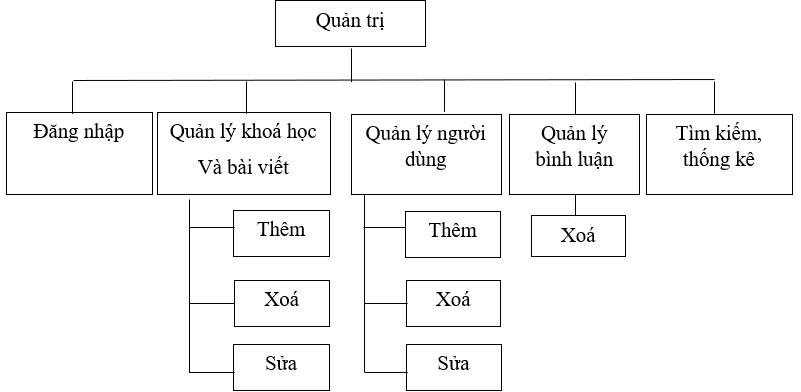 Quản trị
Đăng nhập
Quản lý khoá học
Và bài viết
Quản lý người
dùng
Quản lý
bình luận
Tìm kiếm,
thống kê
Thêm
Xoá
Sửa
Thêm
Xoá
Sửa
Xoá